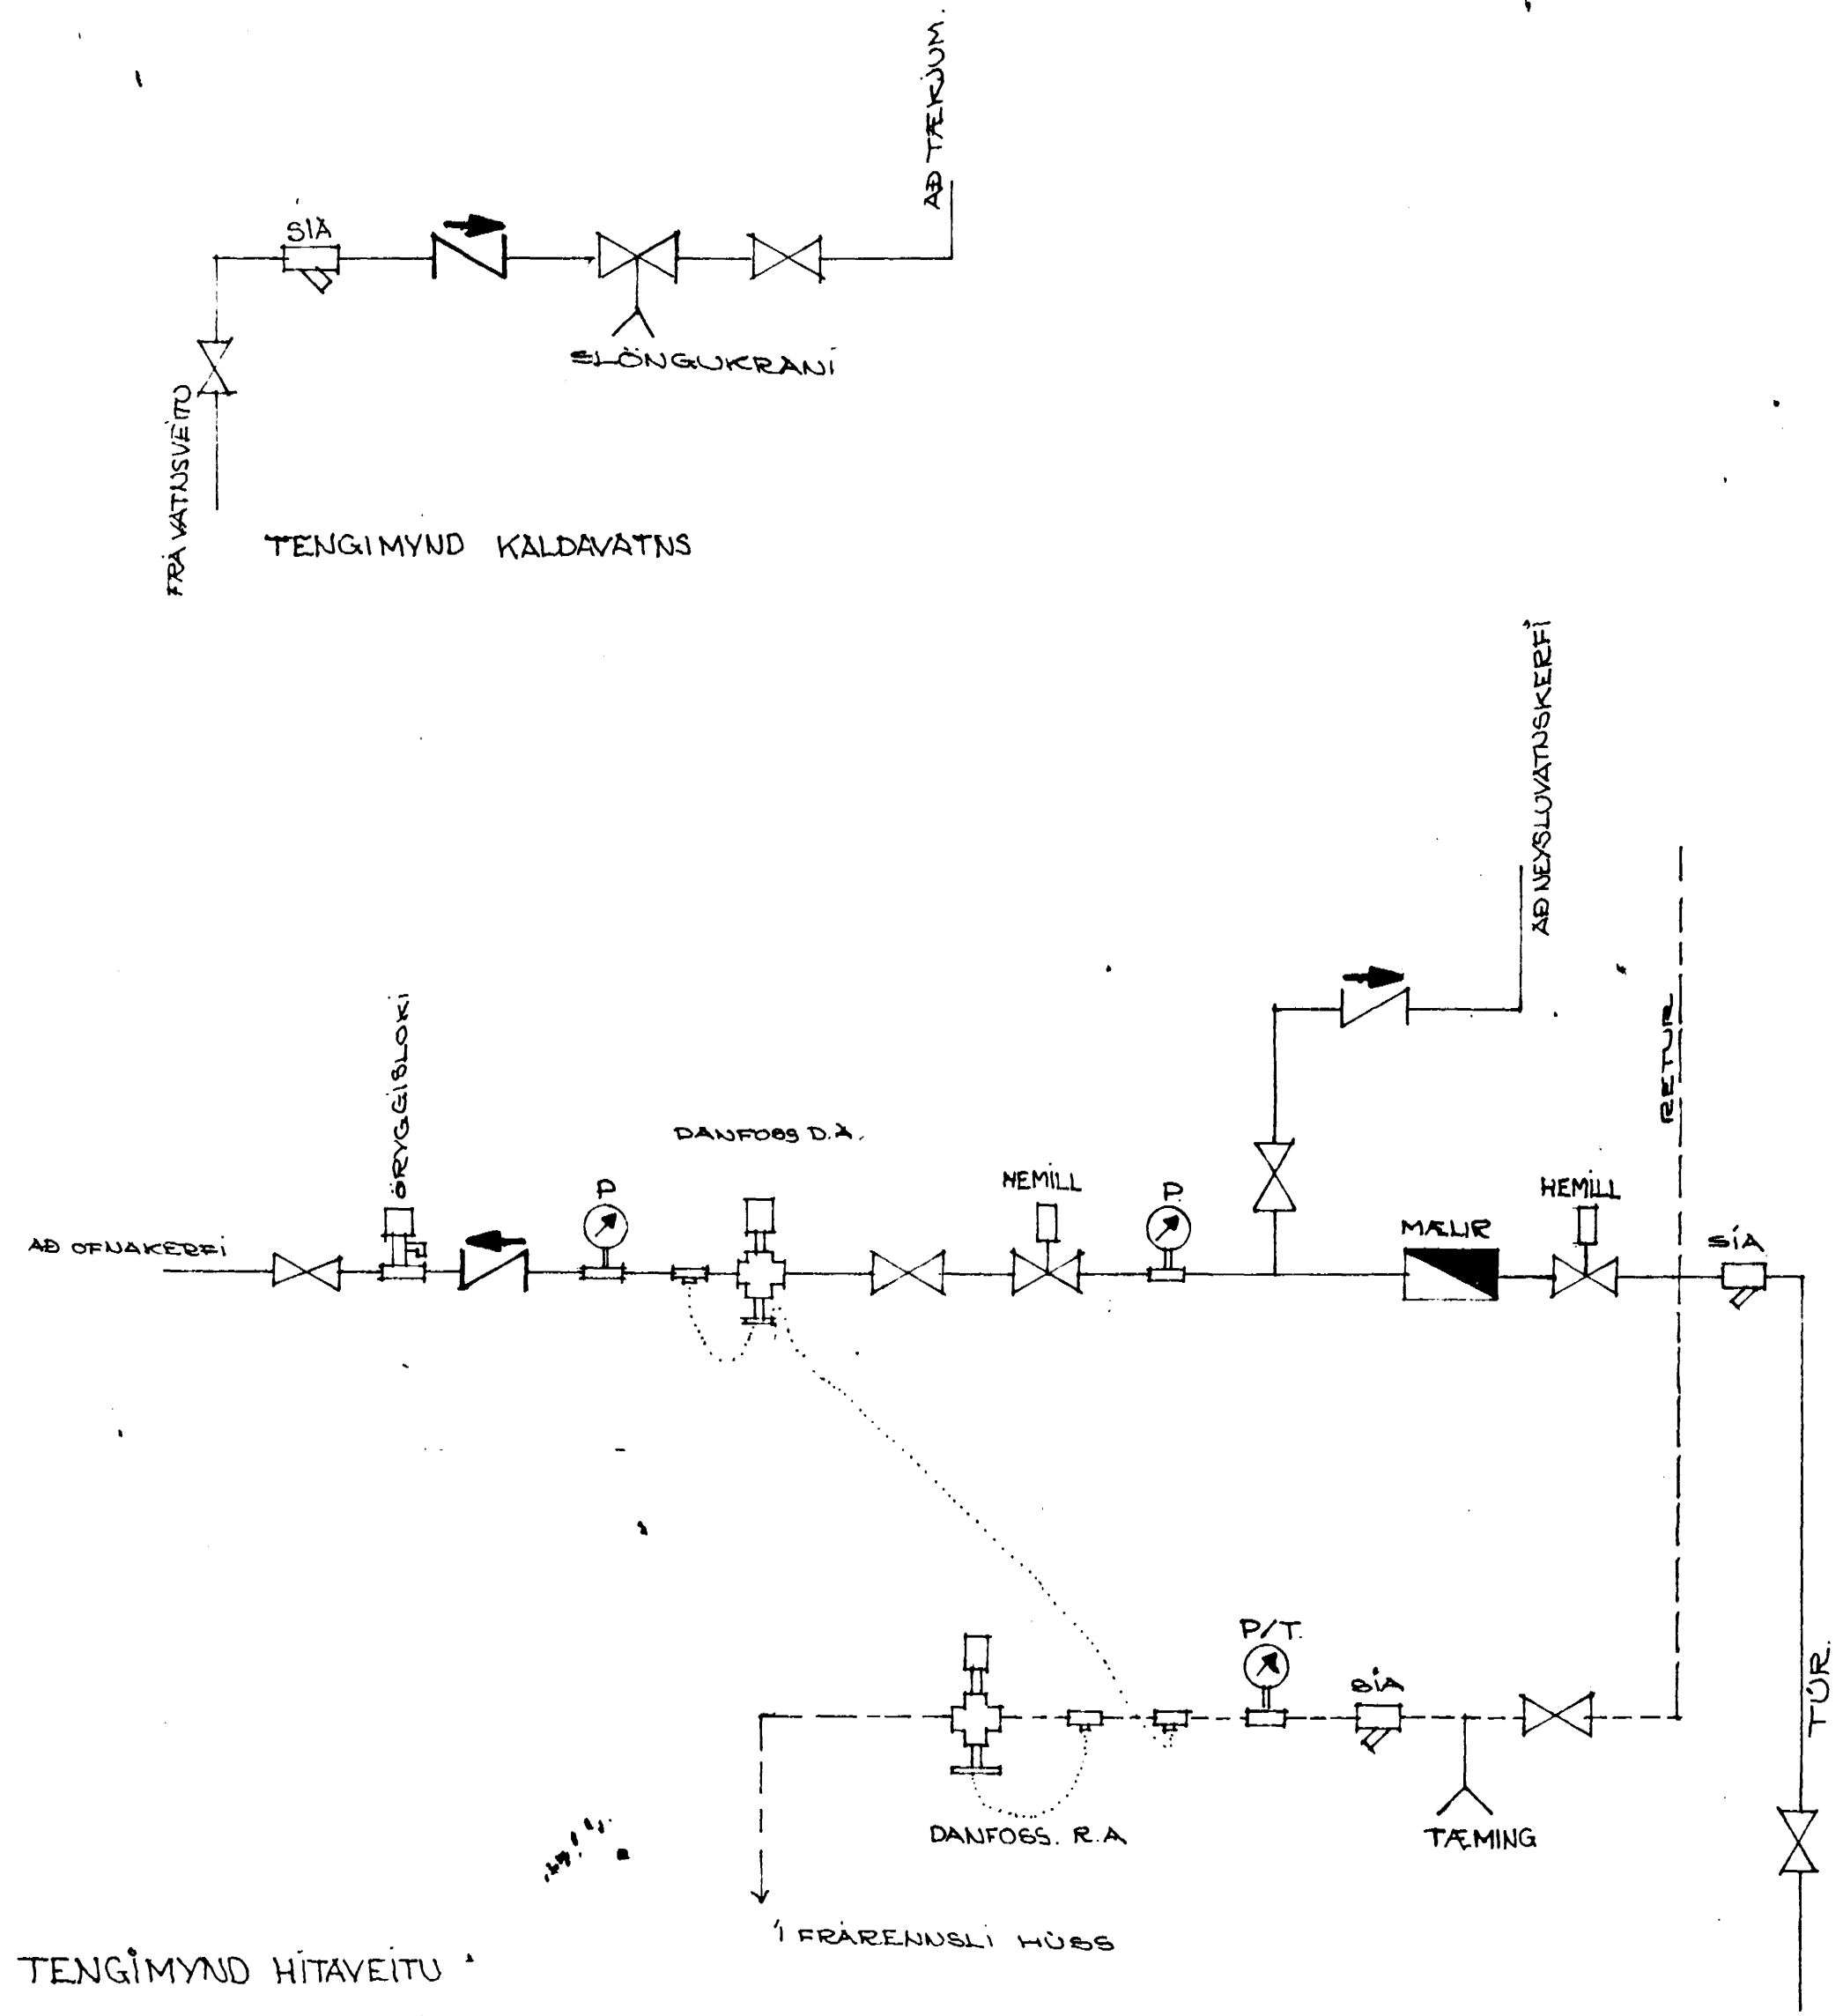 AÐ TÆKJUM.
SÍA
SLÖNGUKRANI
FRÁ VATNSVEITU
TENGIMYND KALDAVATNS
AÐ NEYSLUVATNSKERFI
RETUR
ÖRYGGISLOKI
DANFOSS D.A.
P
HEMILL
P.
HEMILL
MÆLIR
SÍA
AÐ OFNAKERFI
P/T.
SÍA
TÚR.
DANFOSS. R.A
TÆMING
Í FRÁRENNSLI HÚSS
TENGIMYND HITAVEITU